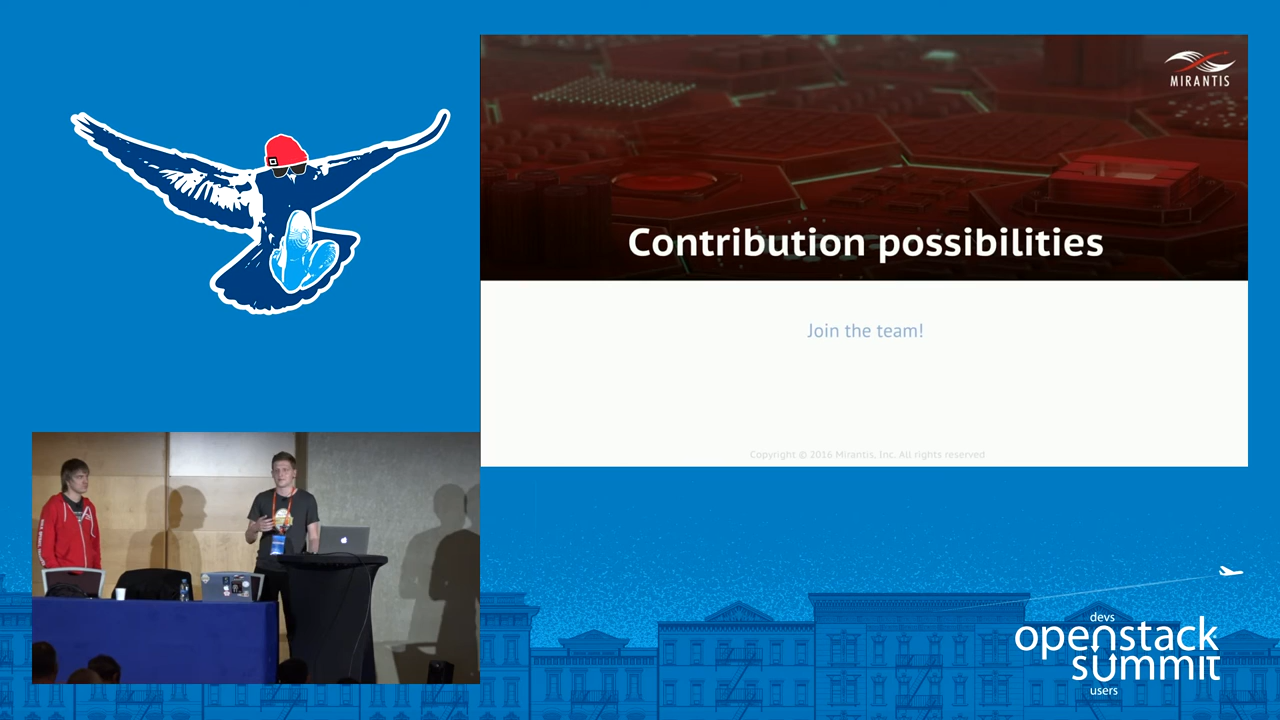 MIRANTIS
Contribution possibilities
Join the team!
Copyright © 2016 Mirantis, Inc. All rights reserved
devs
openstack
summit
users